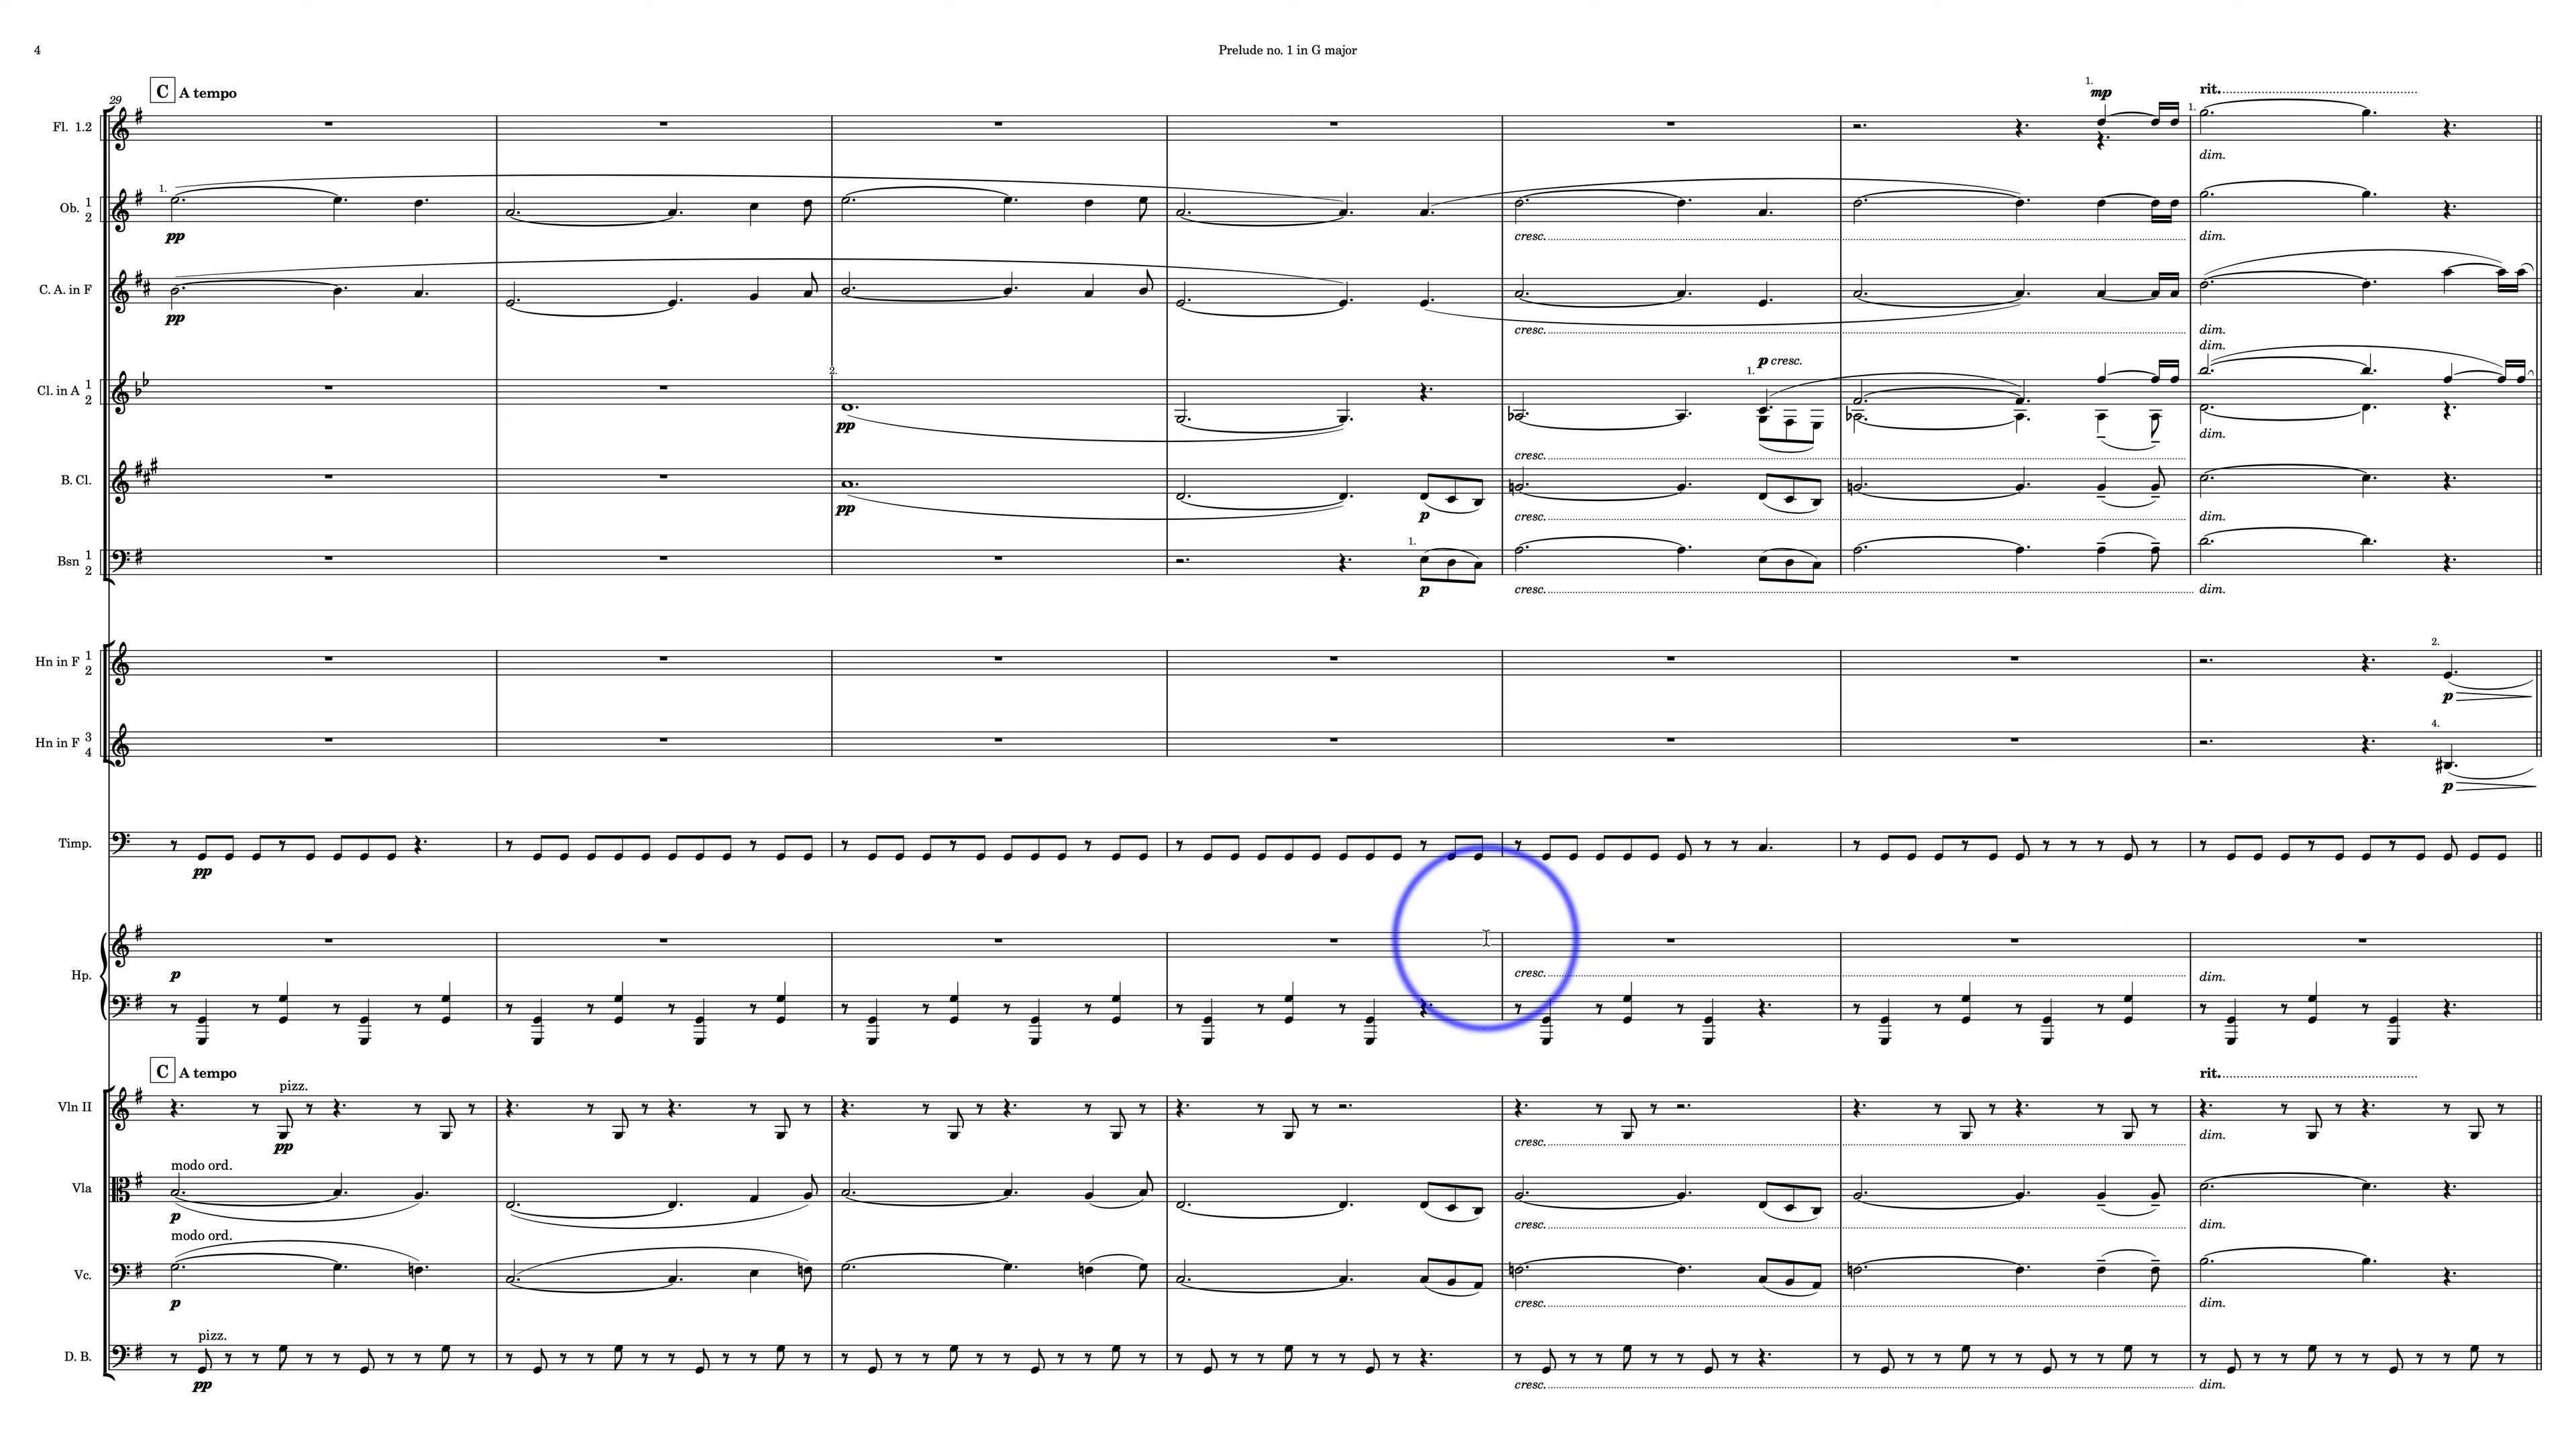 4
Prelude no. 1 in G major
C A tempo
rit.
29
1.
mp
1.
Fl. 1.2
dim.
1.
Ob. 1 2
pp
cresc.
dim.
C. A. in F
pp
cresc.
dim.
dim.
p cresc.
2.
1.
Cl. in A 1 2
pp
dim.
cresc.
B. Cl.
pp
p
cresc.
dim.
1.
Bsn 1 2
p
cresc.
dim.
2.
Hn in F 1 2
p
4.
Hn in F 3 4
p
Timp.
pp
Hp.
p
cresc.
dim.
C A tempo
rit.
pizz.
Vln II
pp
cresc.
dim.
modo ord.
Vla
p
cresc.
dim.
modo ord.
Vc.
p
cresc.
dim.
pizz.
D. B.
pp
cresc.
dim.